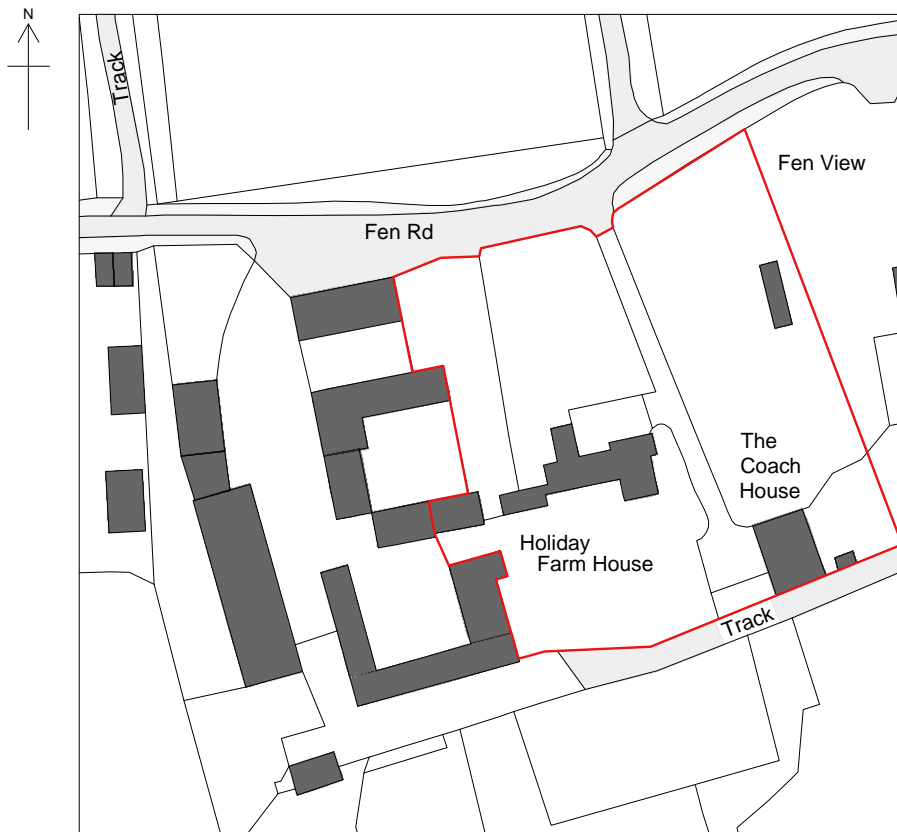 N
Track
Fen View
Fen Rd
The
Coach
House
Holiday
Farm House
Track